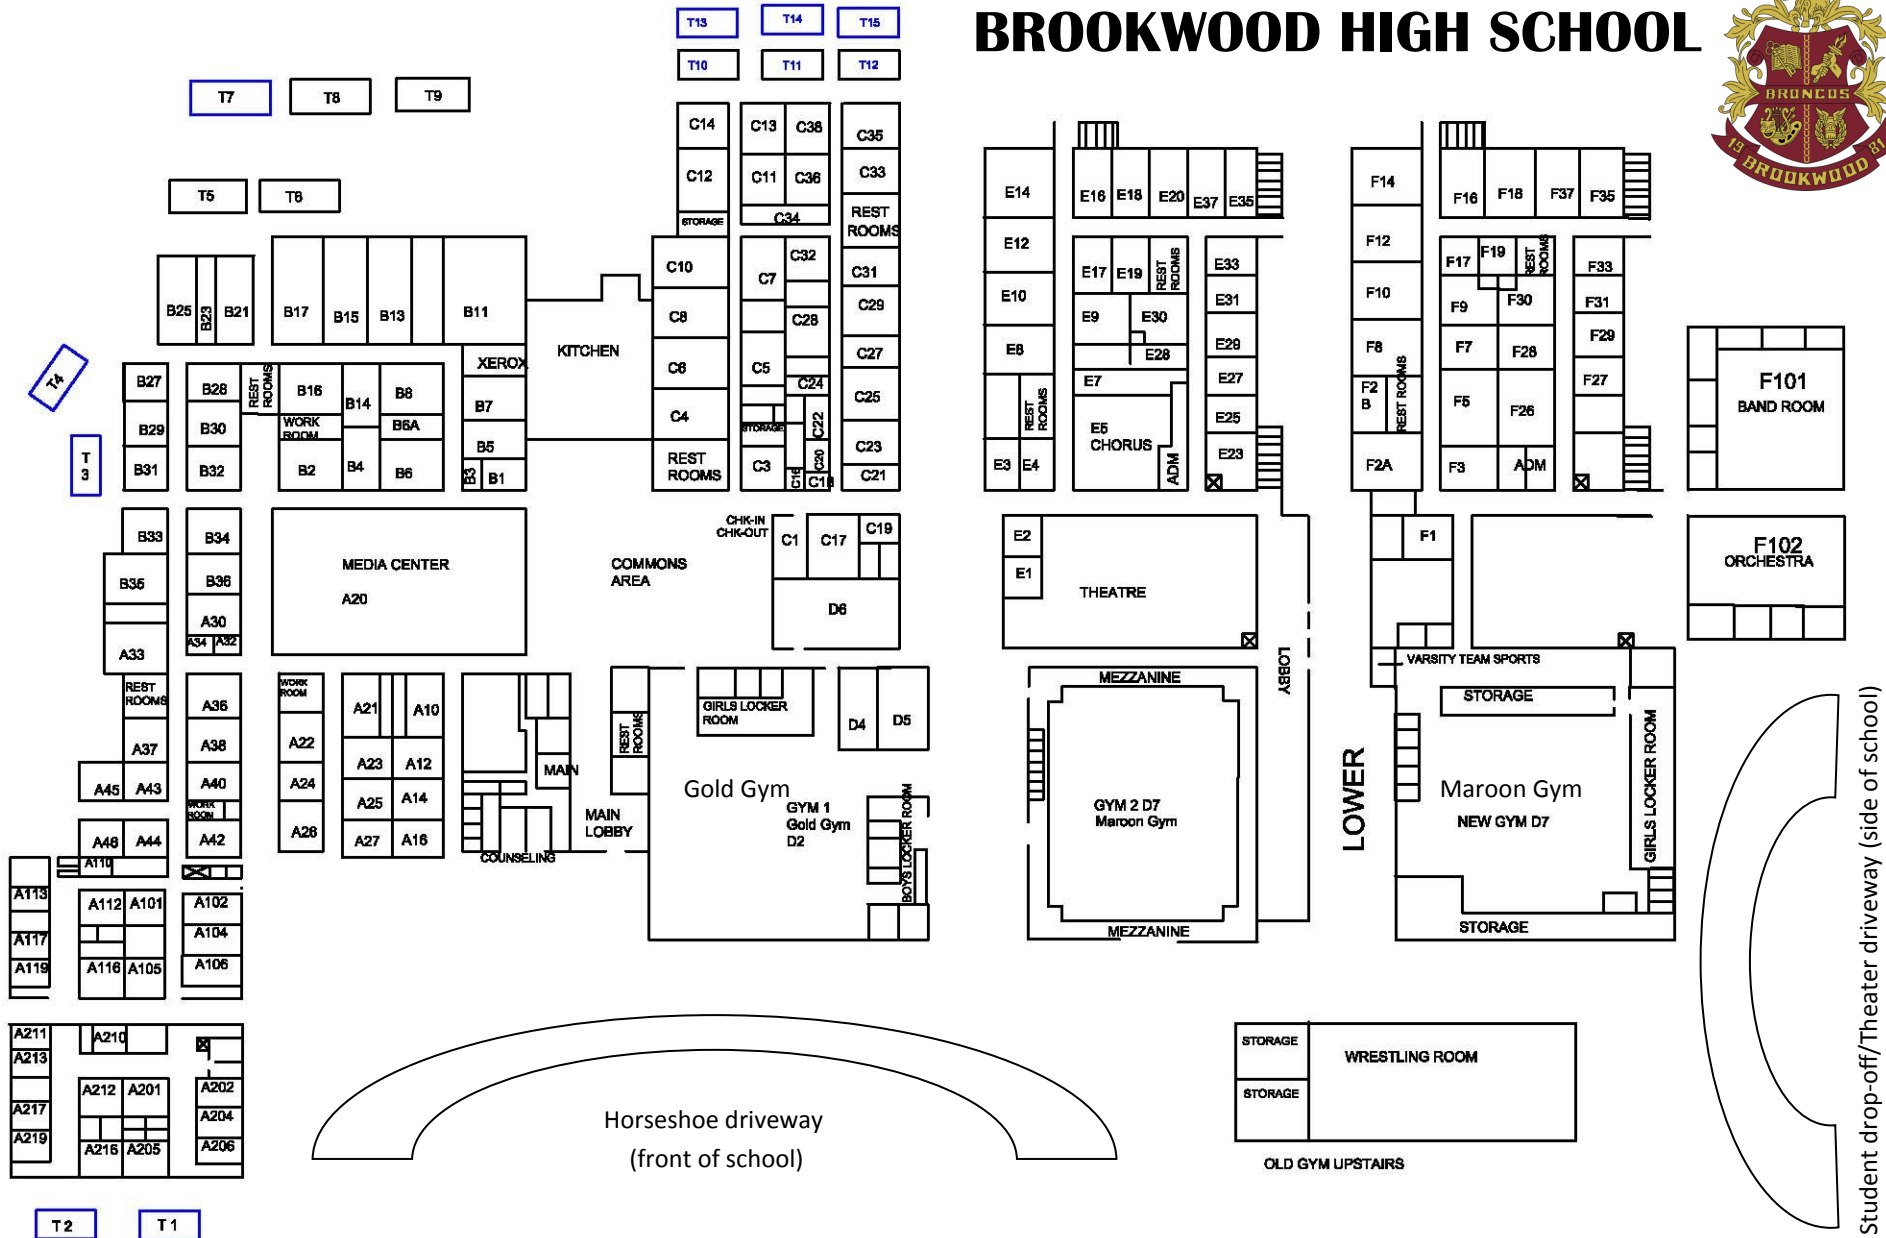 BROOKWOOD HIGH SCHOOL
BRONCOS
19 BROOKWOOD 81
T13
T14
T15
T10
T11
T12
T7
T8
T9
T5
T6
T4
T
3
B25
B23
B21
B17
B15
B13
B11
XEROX
KITCHEN
B27
B28
REST
ROOMS
B16
B14
B8
B7
B29
B30
WORK
ROOM
B6A
B5
B31
B32
B2
B4
B6
B3
B1
B33
B34
B35
B36
MEDIA CENTER
A20
COMMONS
AREA
A30
A34
A32
A33
C14
C13
C38
C35
C12
C11
C36
C33
STORAGE
C34
REST
ROOMS
C10
C7
C32
C31
C8
C28
C29
C6
C5
C27
C24
C25
C4
STORAGE
C22
C23
REST
ROOMS
C3
C20
C16
C18
C21
CHK-IN
CHK-OUT
C1
C17
C19
D6
E14
E16
E18
E20
E37
E35
E12
E17
E19
REST
ROOMS
E33
E10
E31
E9
E30
E8
E28
E29
E7
E27
REST
ROOMS
E5
CHORUS
E25
E3
E4
ADM
E23
E2
E1
THEATRE
LOBBY
F14
F16
F18
F37
F35
F12
F17
F19
REST
ROOMS
F33
F10
F9
F30
F31
F8
F7
F28
F29
F2
B
REST ROOMS
F5
F26
F27
F2A
F3
ADM
F1
F101
BAND ROOM
F102
ORCHESTRA
REST
ROOMS
A36
WORK
ROOM
A21
A10
A37
A38
A22
A23
A12
A45
A43
A40
A24
A25
A14
WORK
ROOM
A46
A44
A42
A26
A27
A16
A110
MAIN
COUNSELING
MAIN
LOBBY
REST
ROOMS
GIRLS LOCKER
ROOM
D4
D5
Gold Gym
GYM 1
Gold Gym
D2
BOYS LOCKER ROOM
MEZZANINE
GYM 2 D7
Maroon Gym
MEZZANINE
LOWER
VARSITY TEAM SPORTS
STORAGE
Maroon Gym
NEW GYM D7
GIRLS LOCKER ROOM
STORAGE
A113
A112
A101
A102
A117
A104
A119
A116
A105
A106
A211
A210
A213
A212
A201
A202
A217
A204
A219
A216
A205
A206
T2
T1
Horseshoe driveway
(front of school)
STORAGE
STORAGE
WRESTLING ROOM
OLD GYM UPSTAIRS
Student drop-off/Theater driveway (side of school)